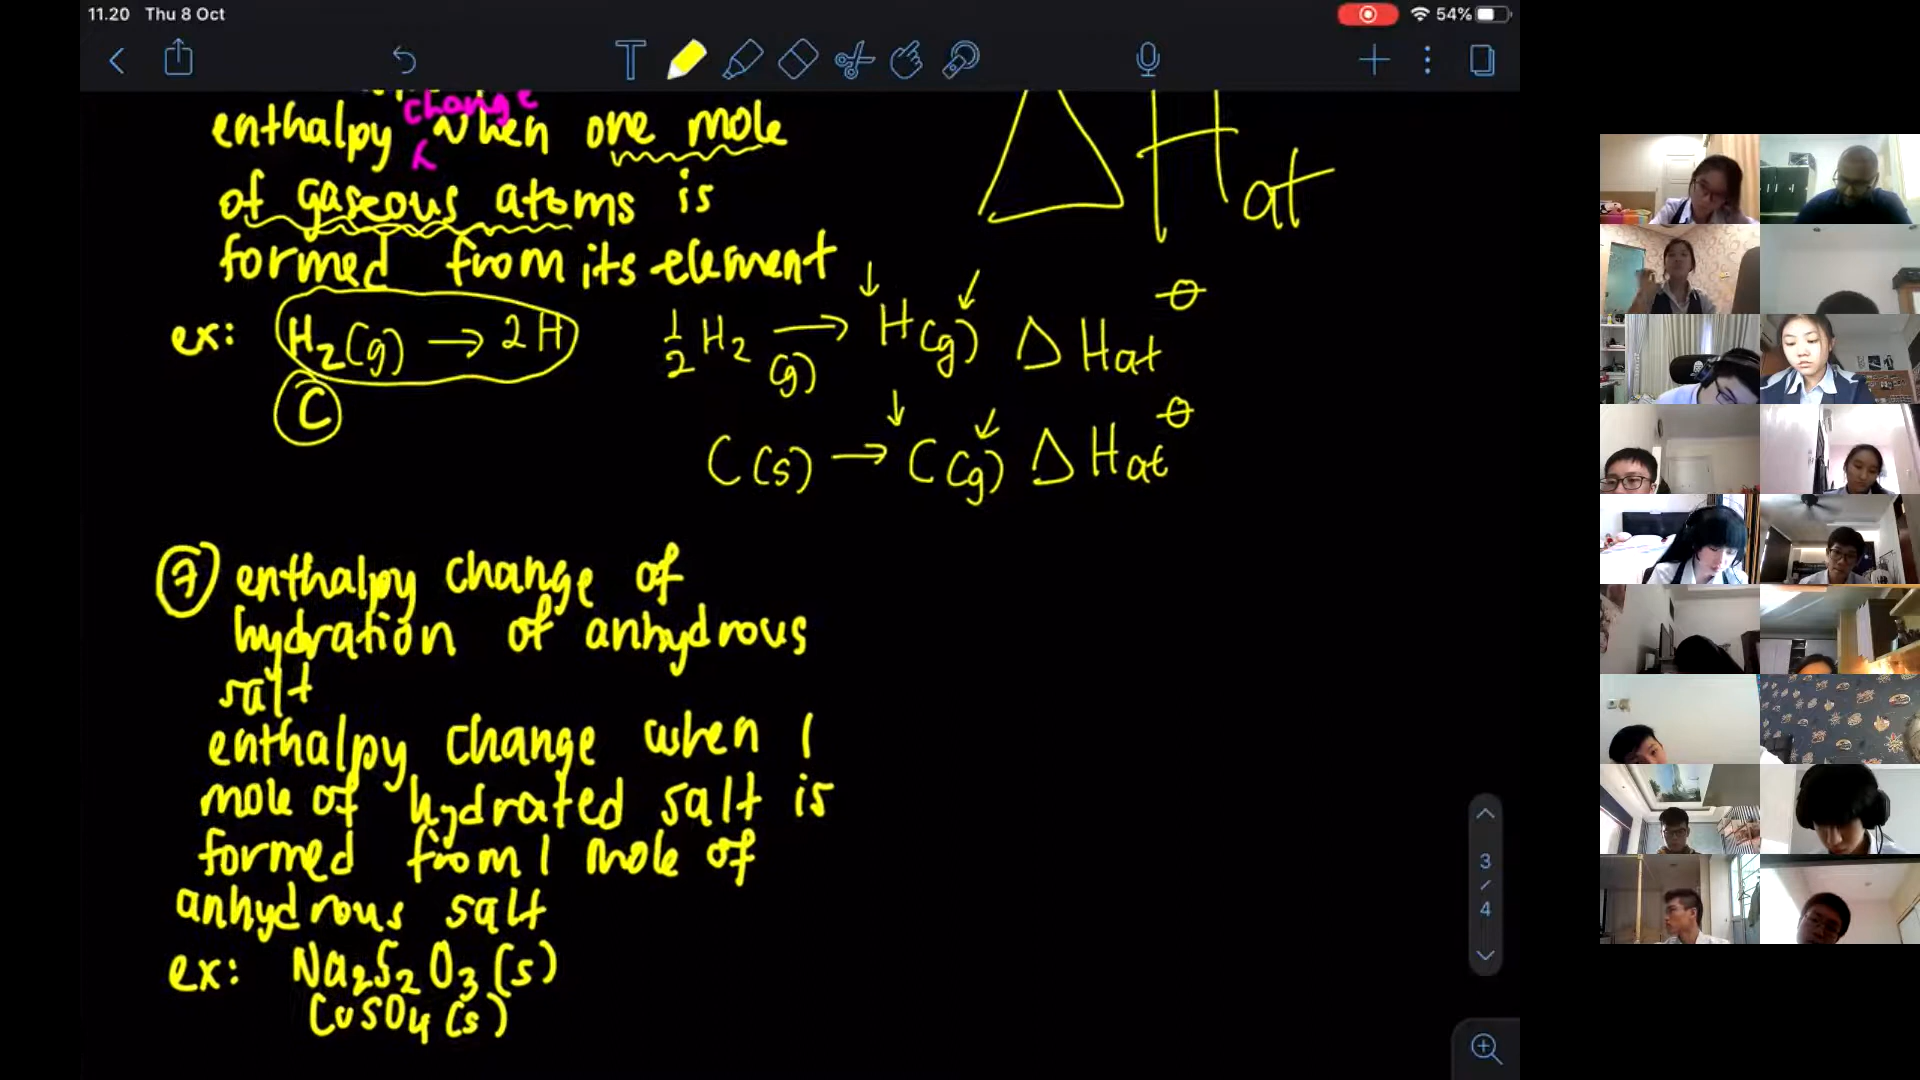 11.20 Thu 8 Oct
54%
T
change
enthalpy when one mole
of gaseous atoms is
formed from its element
ΔHat
ex: H₂(g) → 2H
½H₂(g) → H(g) ΔHat⦵
C
C(s) → C(g) ΔHat⦵
⑦ enthalpy change of
hydration of anhydrous
salt
enthalpy change when 1
mole of hydrated salt is
formed from 1 mole of
anhydrous salt
ex: Na₂S₂O₃(s)
CuSO₄(s)
3
/
4